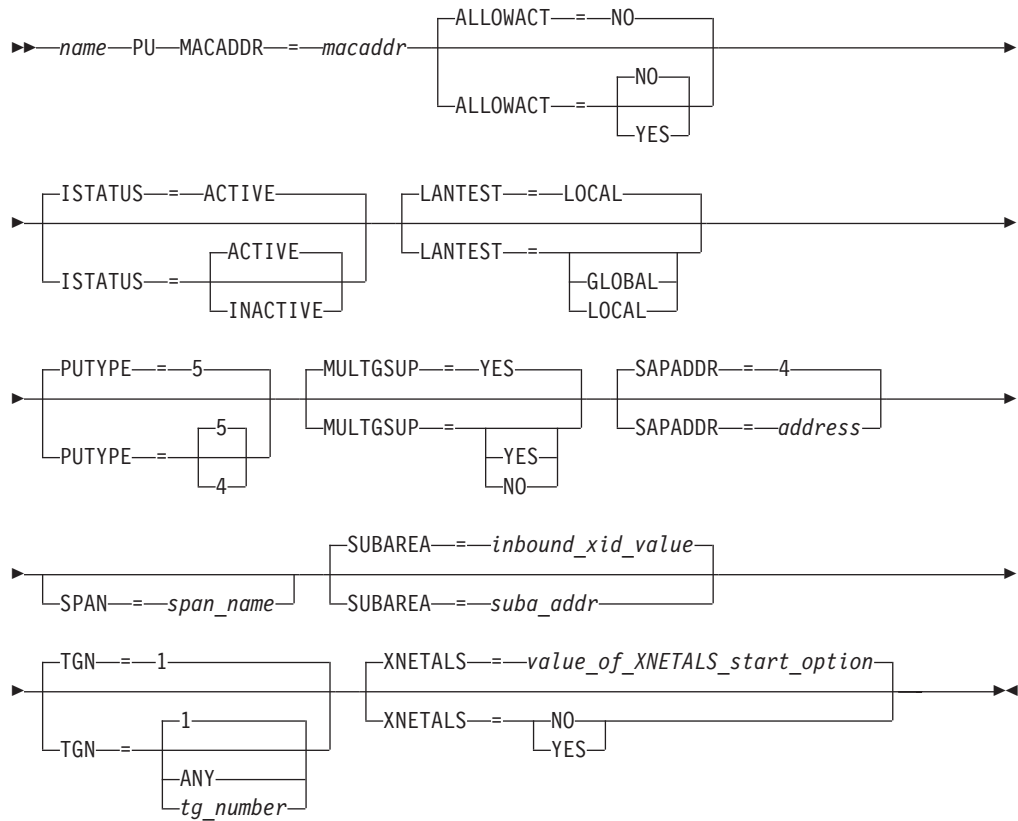 ALLOWACT = NO
name PU MACADDR = macaddr
NO
ALLOWACT =
YES
ISTATUS = ACTIVE LANTEST = LOCAL
ACTIVE LANTEST =
ISTATUS = GLOBAL
INACTIVE LOCAL
PUTYPE = 5 MULTGSUP = YES SAPADDR = 4
5 MULTGSUP = SAPADDR = address
PUTYPE = YES
4 NO
SUBAREA = inbound_xid_value
SPAN = span_name SUBAREA = suba_addr
TGN = 1 XNETALS = value_of_XNETALS_start_option
1 XNETALS = NO
TGN = YES
ANY
tg_number